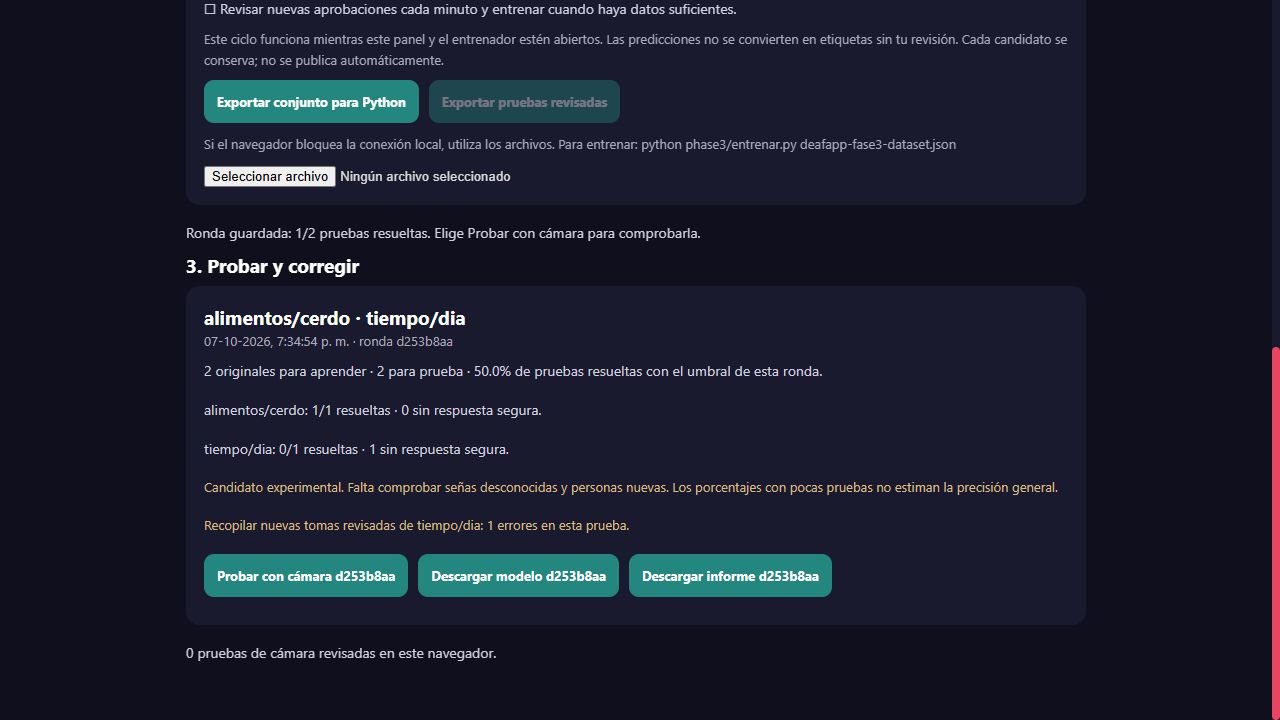 Revisar nuevas aprobaciones cada minuto y entrenar cuando haya datos suficientes.
Este ciclo funciona mientras este panel y el entrenador estén abiertos. Las predicciones no se convierten en etiquetas sin tu revisión. Cada candidato se
conserva; no se publica automáticamente.
Exportar conjunto para Python Exportar pruebas revisadas
Si el navegador bloquea la conexión local, utiliza los archivos. Para entrenar: python phase3/entrenar.py deafapp-fase3-dataset.json
Seleccionar archivo Ningún archivo seleccionado
Ronda guardada: 1/2 pruebas resueltas. Elige Probar con cámara para comprobarla.
3. Probar y corregir
alimentos/cerdo · tiempo/dia
07-10-2026, 7:34:54 p. m. · ronda d253b8aa
2 originales para aprender · 2 para prueba · 50.0% de pruebas resueltas con el umbral de esta ronda.
alimentos/cerdo: 1/1 resueltas · 0 sin respuesta segura.
tiempo/dia: 0/1 resueltas · 1 sin respuesta segura.
Candidato experimental. Falta comprobar señas desconocidas y personas nuevas. Los porcentajes con pocas pruebas no estiman la precisión general.
Recopilar nuevas tomas revisadas de tiempo/dia: 1 errores en esta prueba.
Probar con cámara d253b8aa Descargar modelo d253b8aa Descargar informe d253b8aa
0 pruebas de cámara revisadas en este navegador.